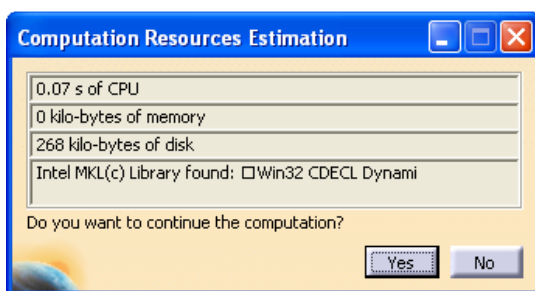 Computation Resources Estimation
0.07 s of CPU
0 kilo-bytes of memory
268 kilo-bytes of disk
Intel MKL(c) Library found: □Win32 CDECL Dynami
Do you want to continue the computation?
Yes No